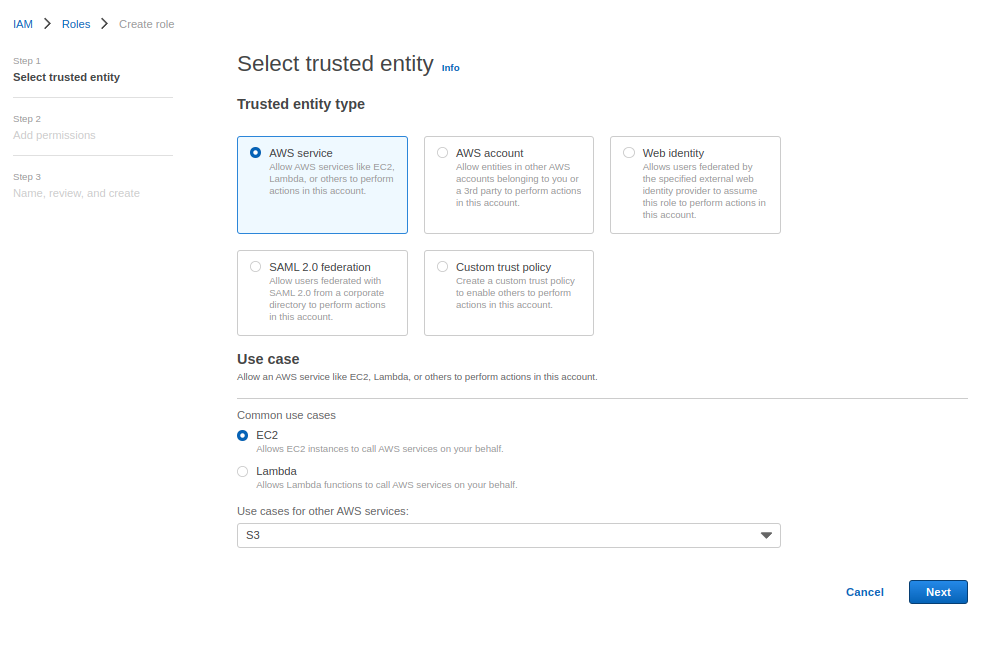 IAM Roles Create role
Step 1
Select trusted entity
Step 2
Add permissions
Step 3
Name, review, and create
Select trusted entity Info
Trusted entity type
AWS service
Allow AWS services like EC2,
Lambda, or others to perform
actions in this account.
AWS account
Allow entities in other AWS
accounts belonging to you or
a 3rd party to perform actions
in this account.
Web identity
Allows users federated by
the specified external web
identity provider to assume
this role to perform actions in
this account.
SAML 2.0 federation
Allow users federated with
SAML 2.0 from a corporate
directory to perform actions
in this account.
Custom trust policy
Create a custom trust policy
to enable others to perform
actions in this account.
Use case
Allow an AWS service like EC2, Lambda, or others to perform actions in this account.
Common use cases
EC2
Allows EC2 instances to call AWS services on your behalf.
Lambda
Allows Lambda functions to call AWS services on your behalf.
Use cases for other AWS services:
S3
Cancel Next